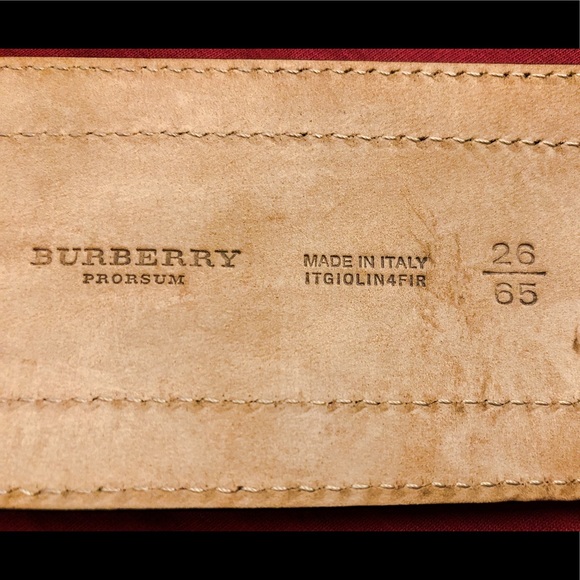 BURBERRY
PRORSUM
MADE IN ITALY
ITGIOLIN4FIR
26
65